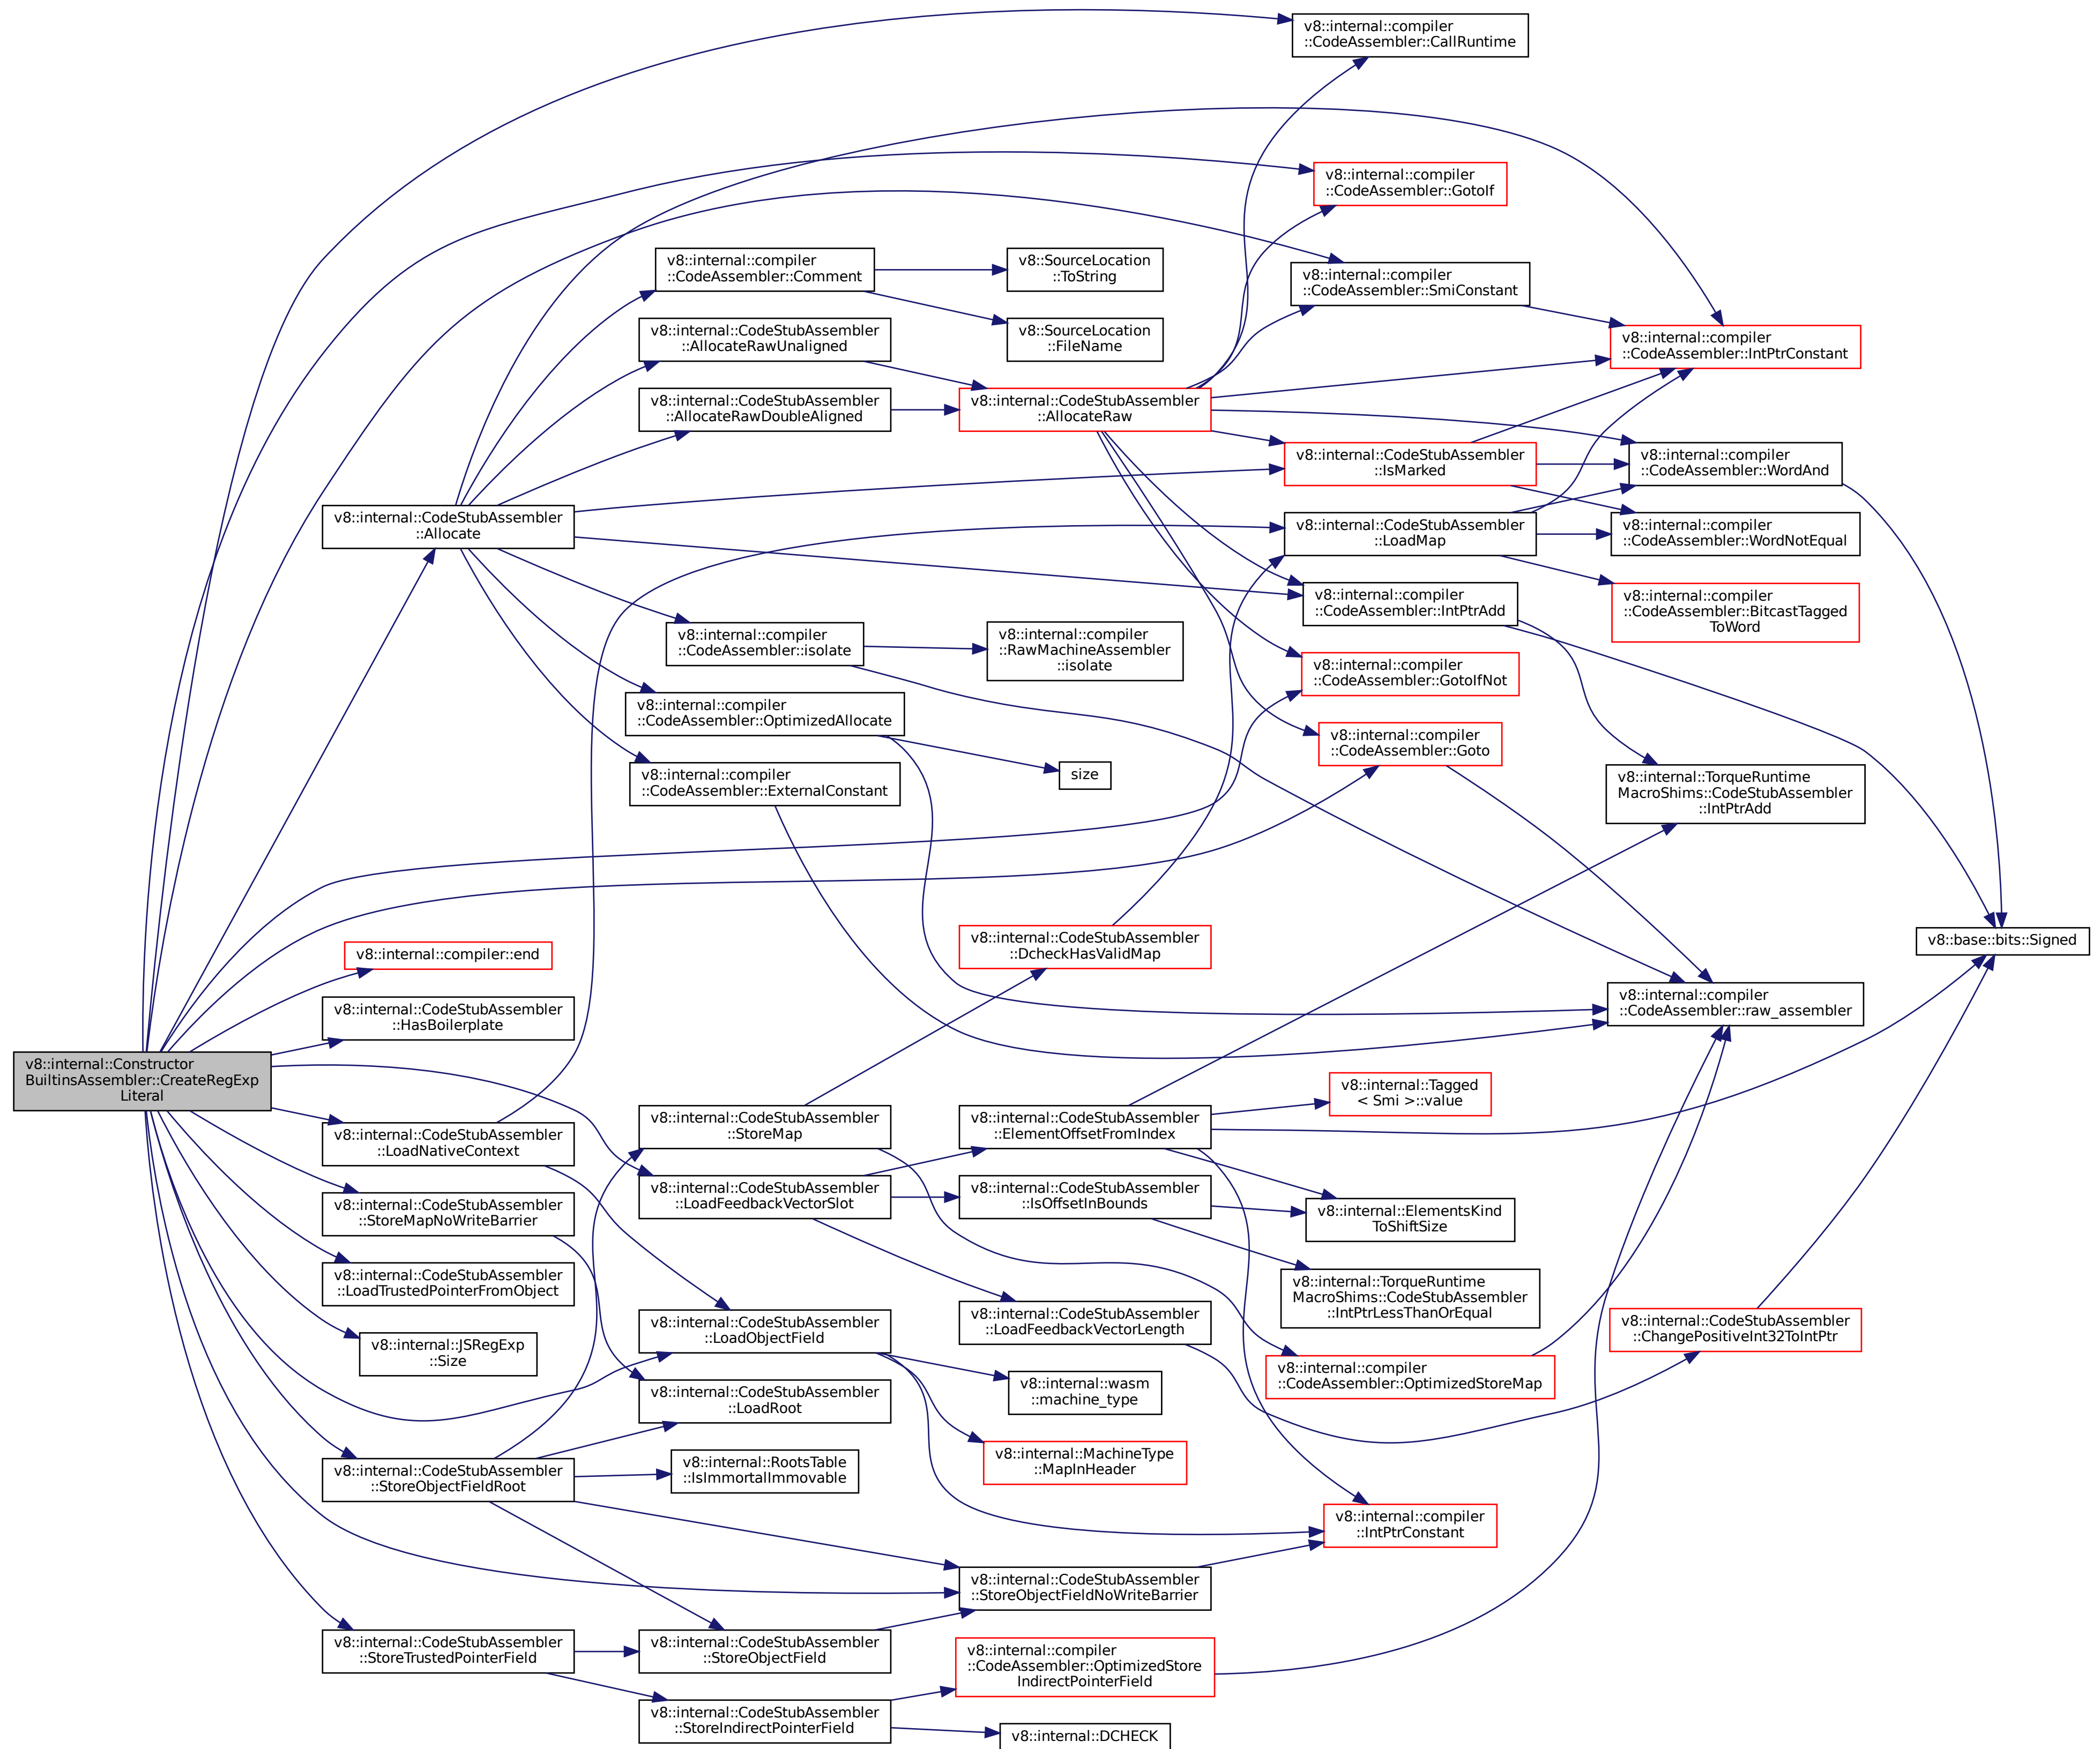 v8::internal::compiler
::CodeAssembler::CallRuntime
v8::internal::compiler
::CodeAssembler::GotoIf
v8::internal::compiler
::CodeAssembler::Comment
v8::SourceLocation
::ToString
v8::internal::compiler
::CodeAssembler::SmiConstant
v8::internal::CodeStubAssembler
::AllocateRawUnaligned
v8::SourceLocation
::FileName
v8::internal::compiler
::CodeAssembler::IntPtrConstant
v8::internal::CodeStubAssembler
::AllocateRawDoubleAligned
v8::internal::CodeStubAssembler
::AllocateRaw
v8::internal::CodeStubAssembler
::IsMarked
v8::internal::compiler
::CodeAssembler::WordAnd
v8::internal::CodeStubAssembler
::Allocate
v8::internal::CodeStubAssembler
::LoadMap
v8::internal::compiler
::CodeAssembler::WordNotEqual
v8::internal::compiler
::CodeAssembler::IntPtrAdd
v8::internal::compiler
::CodeAssembler::BitcastTagged
ToWord
v8::internal::compiler
::CodeAssembler::isolate
v8::internal::compiler
::RawMachineAssembler
::isolate
v8::internal::compiler
::CodeAssembler::GotoIfNot
v8::internal::compiler
::CodeAssembler::OptimizedAllocate
v8::internal::compiler
::CodeAssembler::Goto
v8::internal::compiler
::CodeAssembler::ExternalConstant
size
v8::internal::TorqueRuntime
MacroShims::CodeStubAssembler
::IntPtrAdd
v8::internal::compiler::end
v8::internal::CodeStubAssembler
::DcheckHasValidMap
v8::base::bits::Signed
v8::internal::CodeStubAssembler
::HasBoilerplate
v8::internal::compiler
::CodeAssembler::raw_assembler
v8::internal::Constructor
BuiltinsAssembler::CreateRegExp
Literal
v8::internal::Tagged
< Smi >::value
v8::internal::CodeStubAssembler
::LoadNativeContext
v8::internal::CodeStubAssembler
::StoreMap
v8::internal::CodeStubAssembler
::ElementOffsetFromIndex
v8::internal::CodeStubAssembler
::StoreMapNoWriteBarrier
v8::internal::CodeStubAssembler
::LoadFeedbackVectorSlot
v8::internal::CodeStubAssembler
::IsOffsetInBounds
v8::internal::ElementsKind
ToShiftSize
v8::internal::CodeStubAssembler
::LoadTrustedPointerFromObject
v8::internal::TorqueRuntime
MacroShims::CodeStubAssembler
::IntPtrLessThanOrEqual
v8::internal::JSRegExp
::Size
v8::internal::CodeStubAssembler
::LoadObjectField
v8::internal::CodeStubAssembler
::LoadFeedbackVectorLength
v8::internal::CodeStubAssembler
::ChangePositiveInt32ToIntPtr
v8::internal::compiler
::CodeAssembler::OptimizedStoreMap
v8::internal::CodeStubAssembler
::LoadRoot
v8::internal::wasm
::machine_type
v8::internal::CodeStubAssembler
::StoreObjectFieldRoot
v8::internal::RootsTable
::IsImmortalImmovable
v8::internal::MachineType
::MapInHeader
v8::internal::compiler
::IntPtrConstant
v8::internal::CodeStubAssembler
::StoreObjectFieldNoWriteBarrier
v8::internal::CodeStubAssembler
::StoreTrustedPointerField
v8::internal::CodeStubAssembler
::StoreObjectField
v8::internal::compiler
::CodeAssembler::OptimizedStore
IndirectPointerField
v8::internal::CodeStubAssembler
::StoreIndirectPointerField
v8::internal::DCHECK